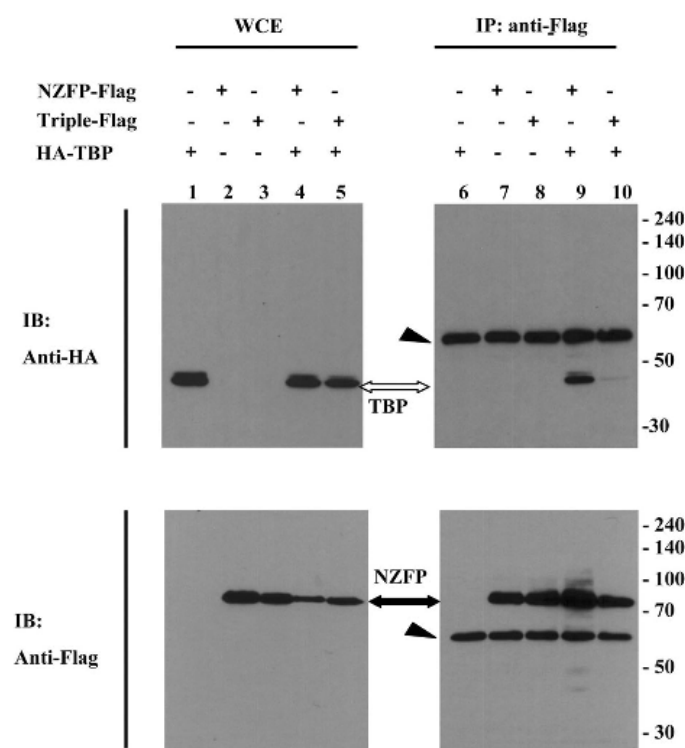 WCE IP: anti-Flag
NZFP-Flag - + - + - - + - + -
Triple-Flag - - + - + - - + - +
HA-TBP + - - + + + - - + +
1 2 3 4 5 6 7 8 9 10
- 240
- 140
- 100
- 70
IB:
Anti-HA
- 50
TBP
-30
- 240
- 140
NZFP
- 100
- 70
IB:
Anti-Flag
- 50
- 30